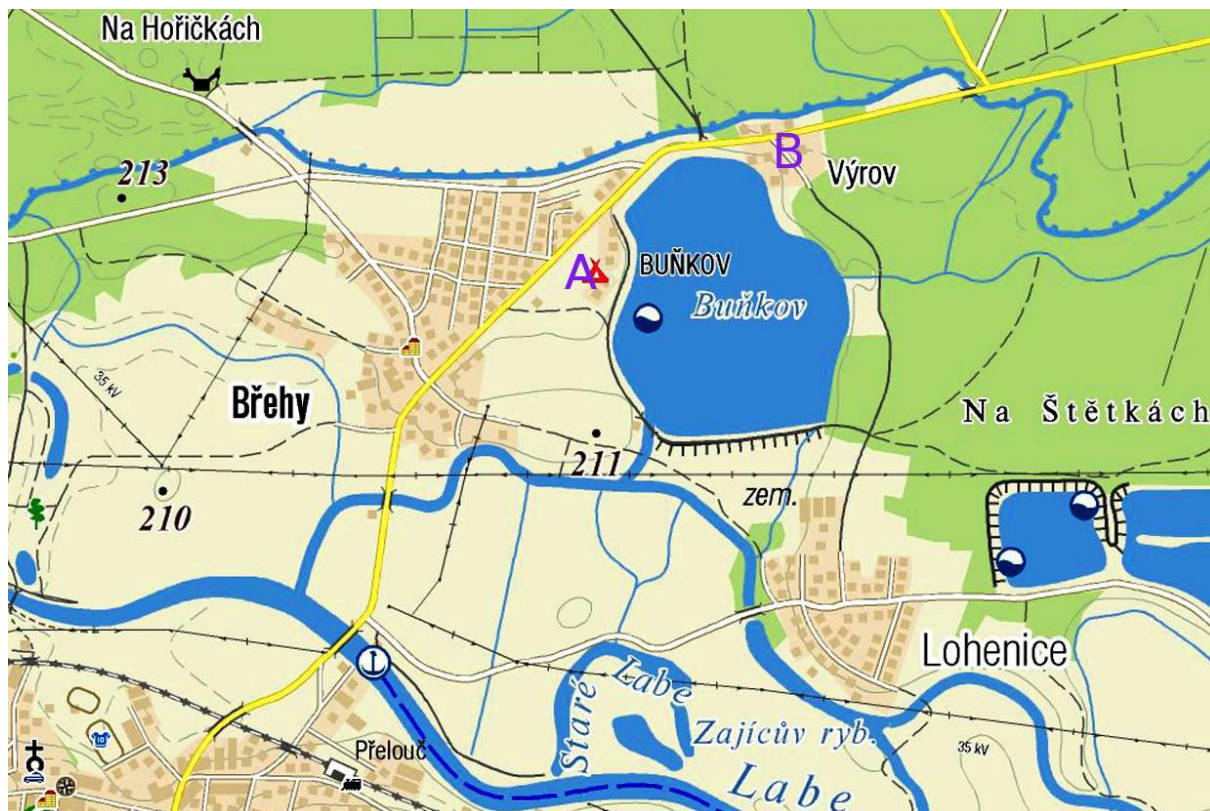 Na Hořičkách
213
B
Výrov
A
BUŇKOV
Buňkov
35 kV
Břehy
Na Štětkách
211
zem.
210
Lohenice
Staré Labe
Zajícův ryb.
35 kV
10
Přelouč
Labe